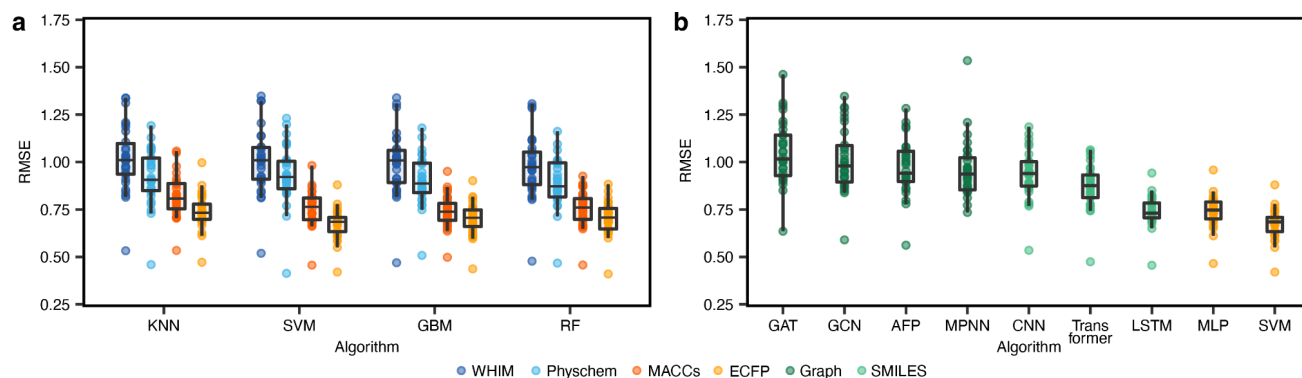 a
RMSE
1.75
1.50
1.25
1.00
0.75
0.50
0.25
KNN SVM GBM RF
Algorithm
b
RMSE
1.75
1.50
1.25
1.00
0.75
0.50
0.25
GAT GCN AFP MPNN CNN Trans former LSTM MLP SVM
Algorithm
WHIM Physchem MACCs ECFP Graph SMILES